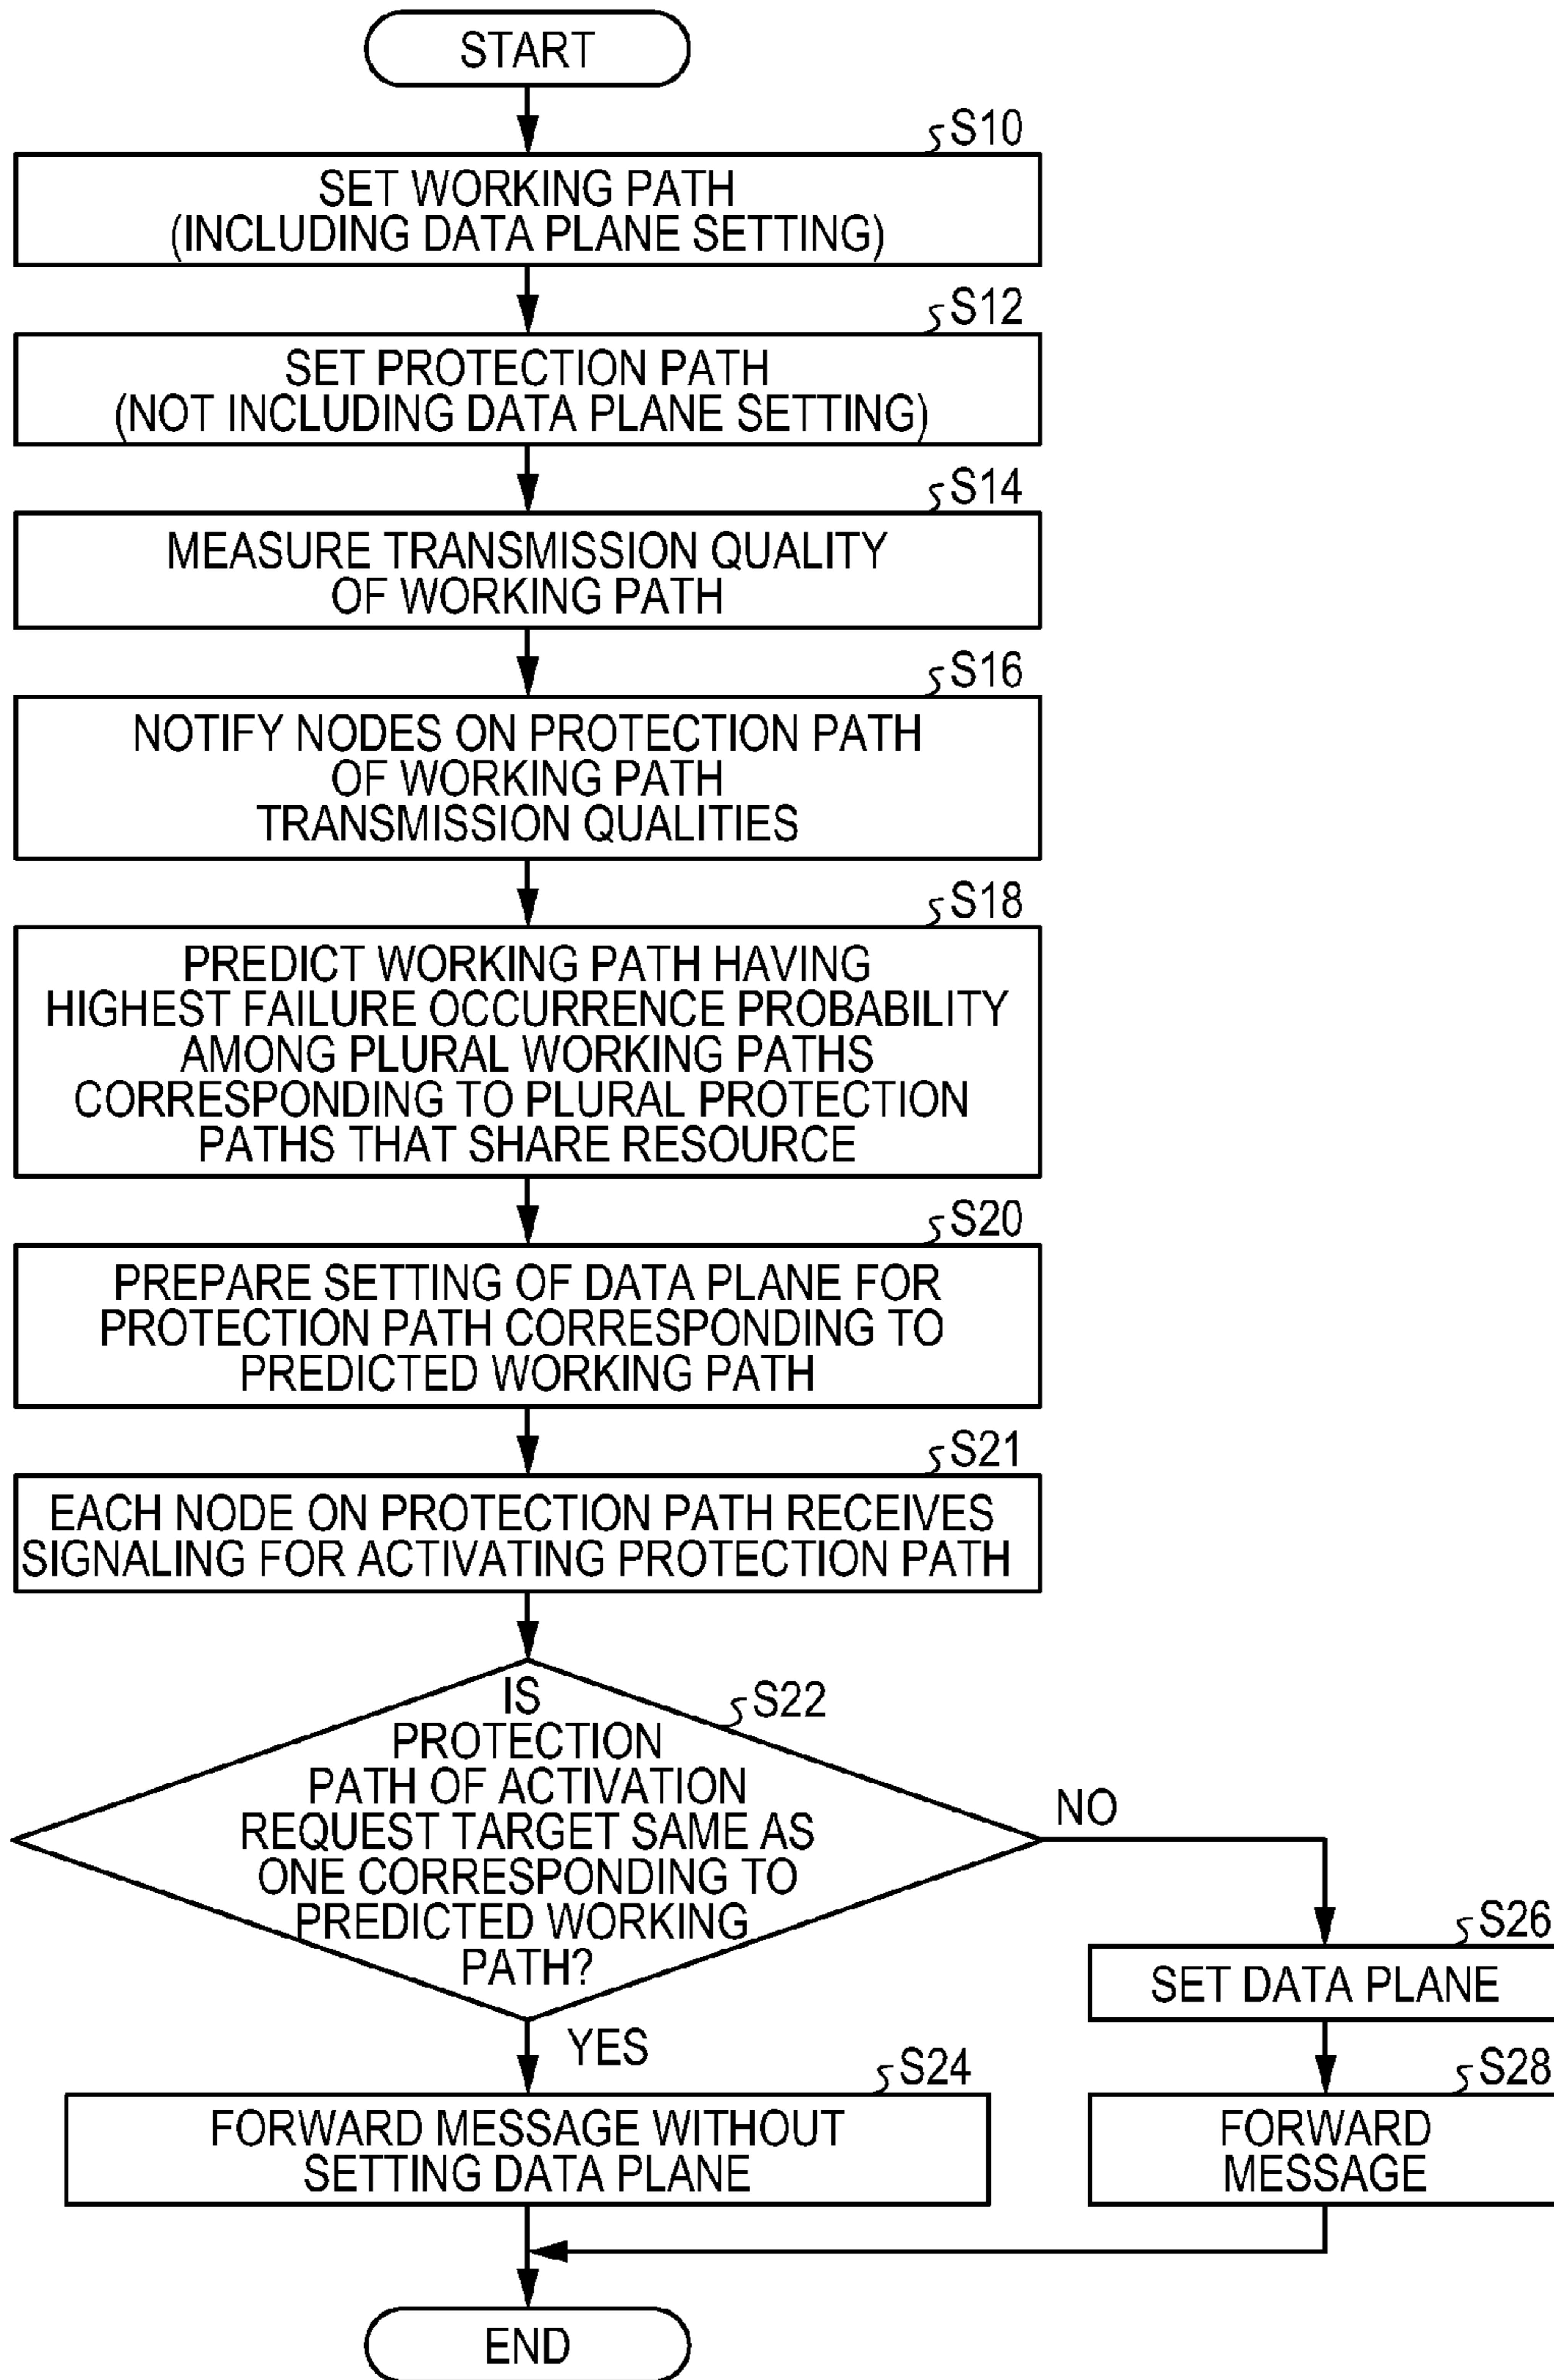 START
S10
SET WORKING PATH
(INCLUDING DATA PLANE SETTING)
S12
SET PROTECTION PATH
(NOT INCLUDING DATA PLANE SETTING)
S14
MEASURE TRANSMISSION QUALITY
OF WORKING PATH
S16
NOTIFY NODES ON PROTECTION PATH
OF WORKING PATH
TRANSMISSION QUALITIES
S18
PREDICT WORKING PATH HAVING
HIGHEST FAILURE OCCURRENCE PROBABILITY
AMONG PLURAL WORKING PATHS
CORRESPONDING TO PLURAL PROTECTION
PATHS THAT SHARE RESOURCE
S20
PREPARE SETTING OF DATA PLANE FOR
PROTECTION PATH CORRESPONDING TO
PREDICTED WORKING PATH
S21
EACH NODE ON PROTECTION PATH RECEIVES
SIGNALING FOR ACTIVATING PROTECTION PATH
S22
IS
PROTECTION
PATH OF ACTIVATION
REQUEST TARGET SAME AS
ONE CORRESPONDING TO
PREDICTED WORKING
PATH?
NO
YES
S26
SET DATA PLANE
S24
FORWARD MESSAGE WITHOUT
SETTING DATA PLANE
S28
FORWARD
MESSAGE
END